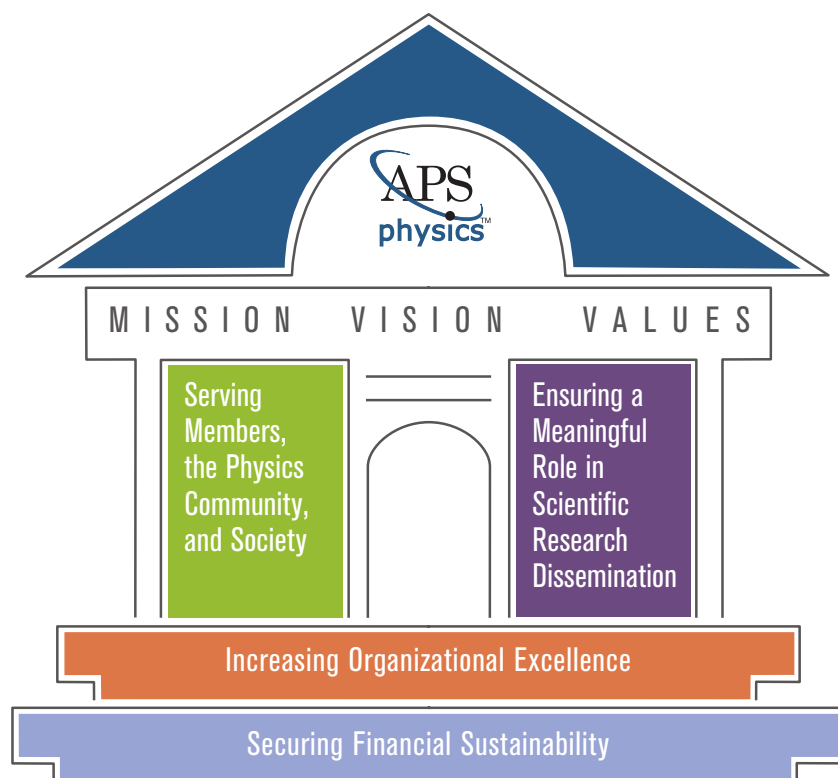 APS
physics™
MISSION VISION VALUES
Serving
Members,
the Physics
Community,
and Society
Ensuring a
Meaningful
Role in
Scientific
Research
Dissemination
Increasing Organizational Excellence
Securing Financial Sustainability